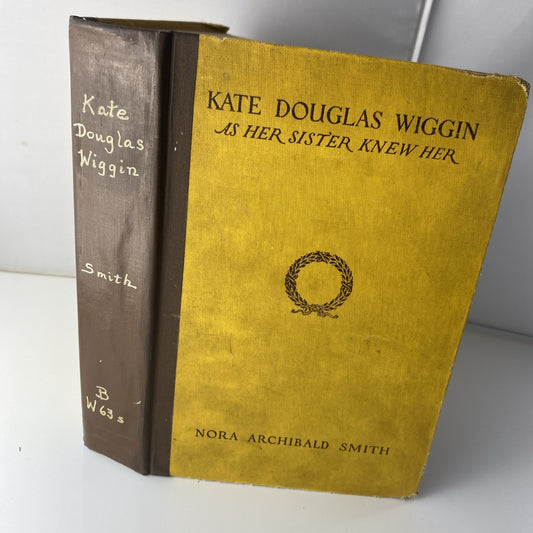 Kate
Douglas
Wiggin
Smith
B
W63s
KATE DOUGLAS WIGGIN
AS HER SISTER KNEW HER
NORA ARCHIBALD SMITH